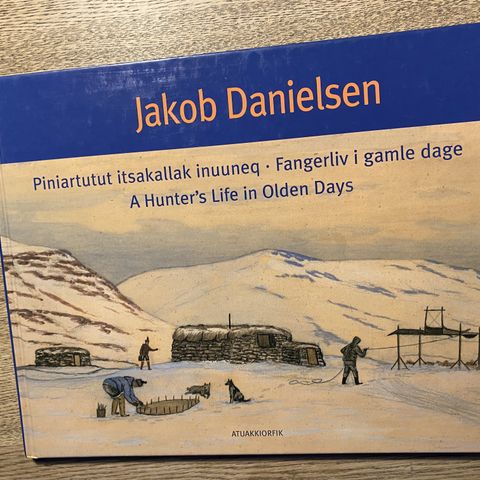 Jakob Danielsen
Piniartutut itsakallak inuuneq · Fangerliv i gamle dage
A Hunter's Life in Olden Days
ATUAKKIORFIK